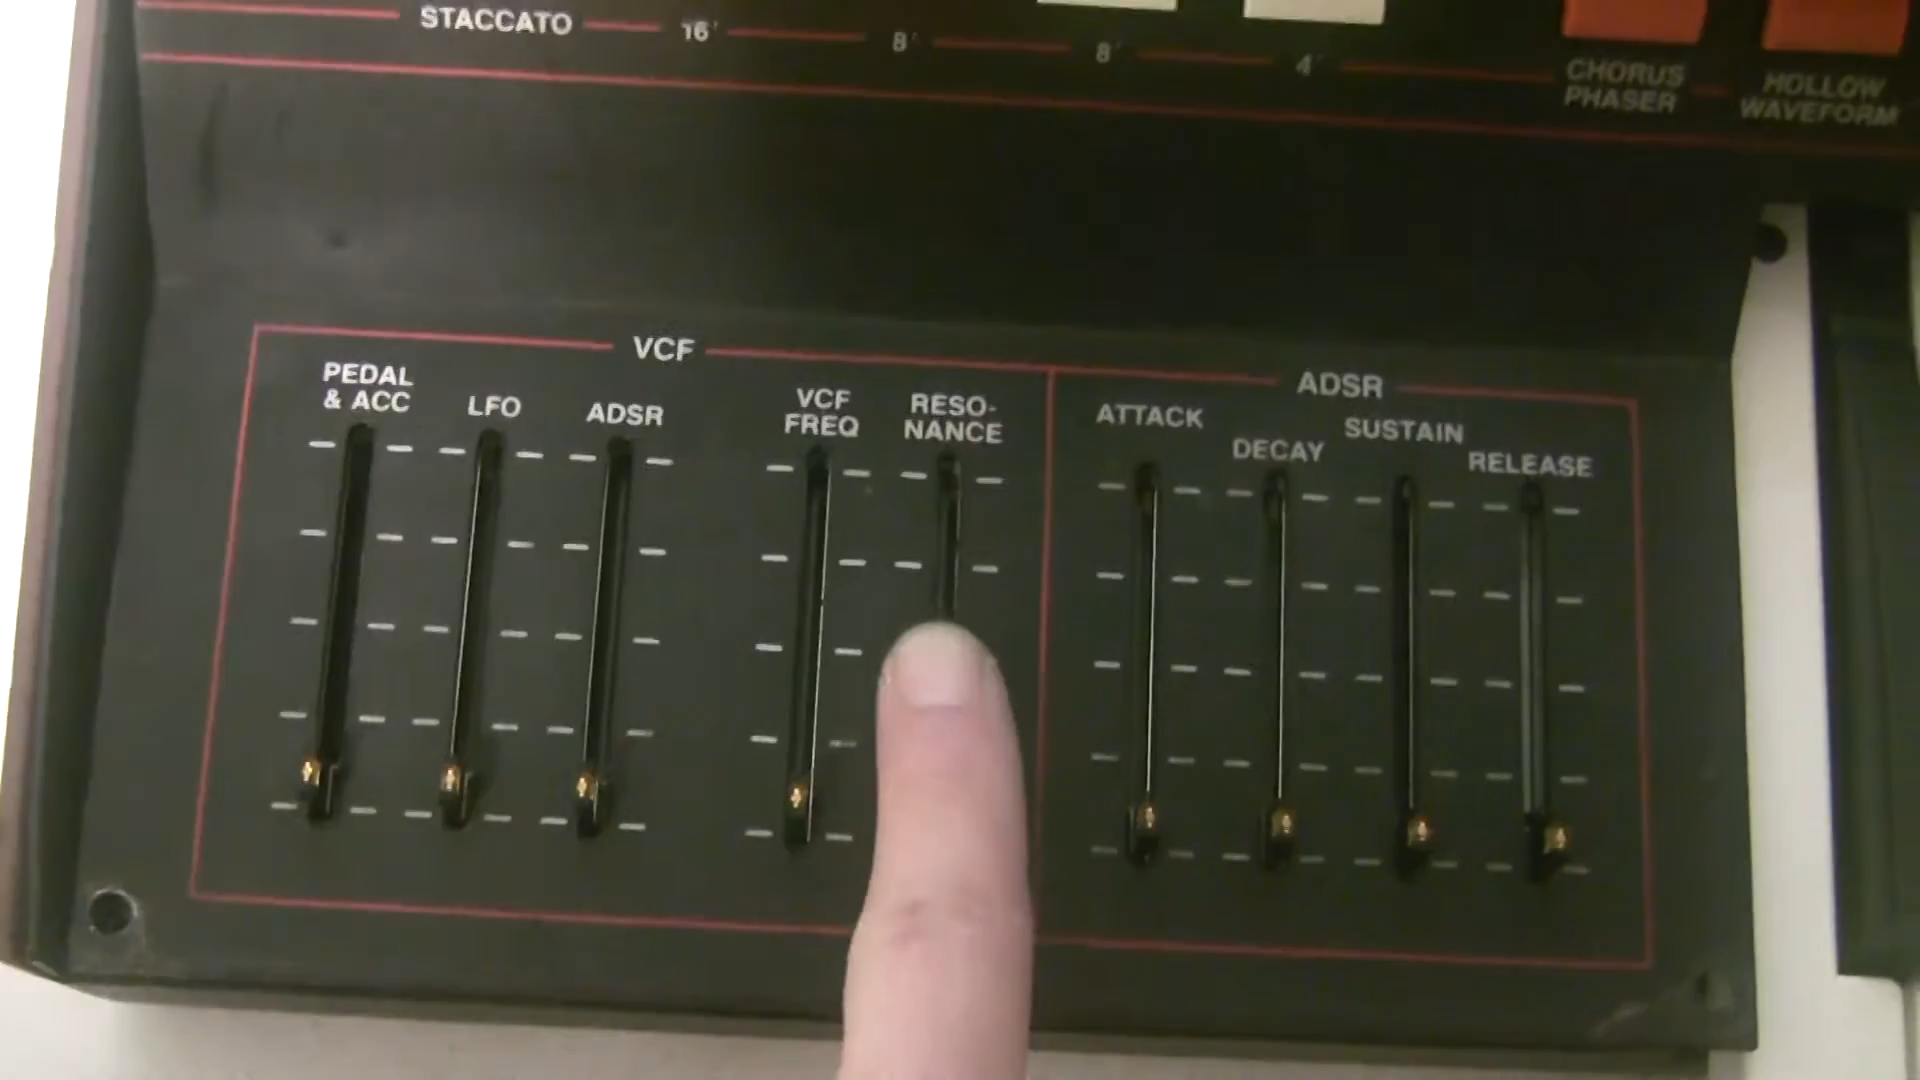 STACCATO 16' 8' 8' 4'
CHORUS
PHASER
HOLLOW
WAVEFORM
VCF
PEDAL
& ACC
LFO
ADSR
VCF
FREQ
RESO-
NANCE
ADSR
ATTACK
DECAY
SUSTAIN
RELEASE